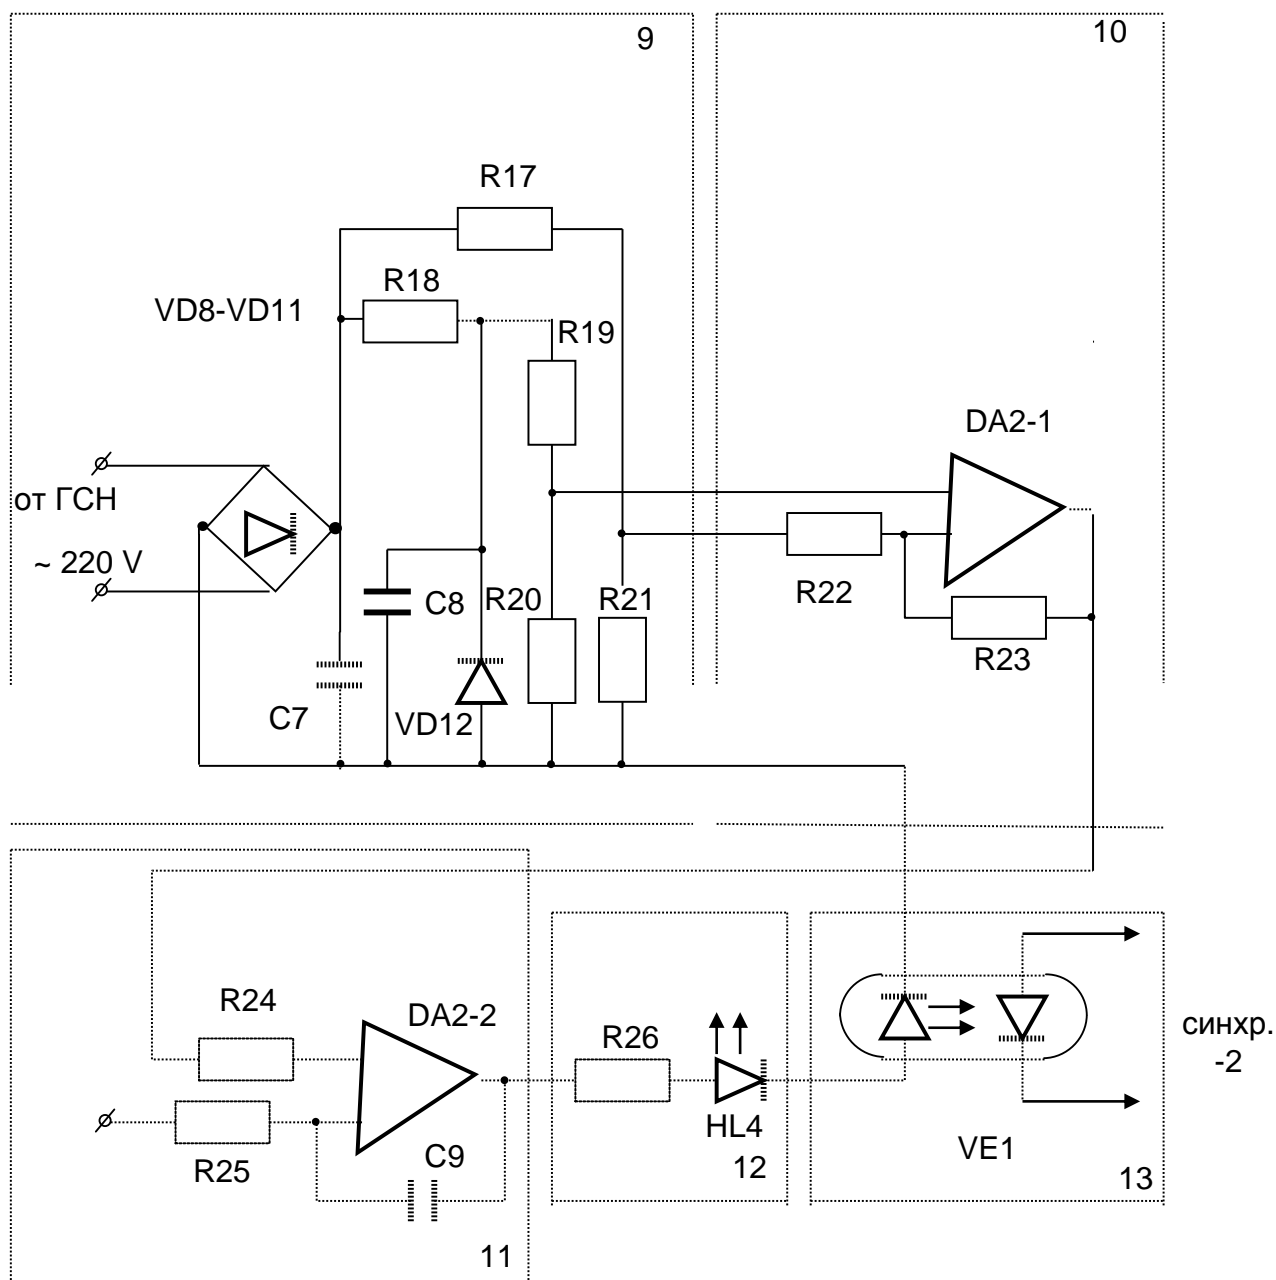 9
10
R17
R18
VD8-VD11
R19
DA2-1
от ГСН
~ 220 V
C8
R20
R21
R22
R23
C7
VD12
R24
DA2-2
R26
синхр.
-2
HL4
R25
C9
VE1
12
13
11